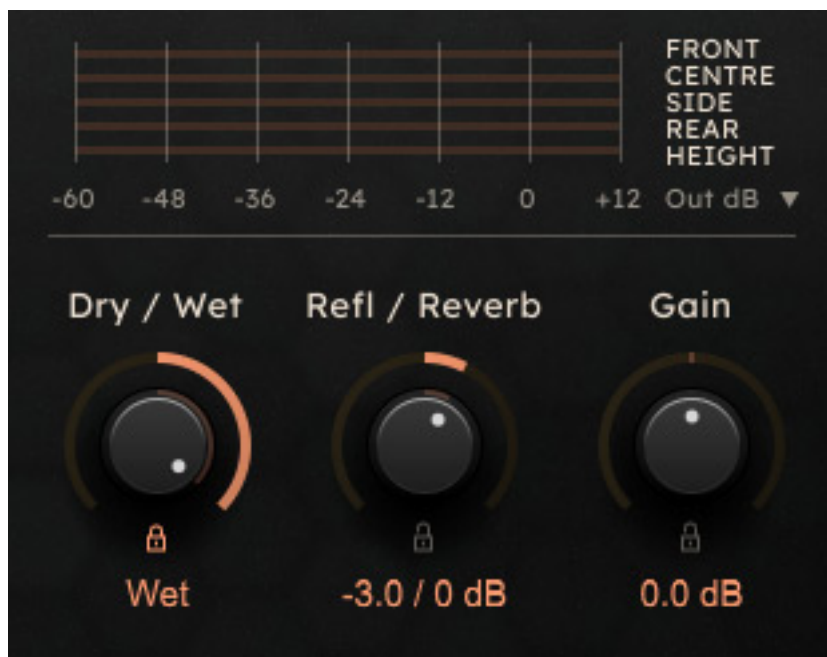 FRONT
CENTRE
SIDE
REAR
HEIGHT
-60 -48 -36 -24 -12 0 +12 Out dB
Dry / Wet Refl / Reverb Gain
Wet -3.0 / 0 dB 0.0 dB